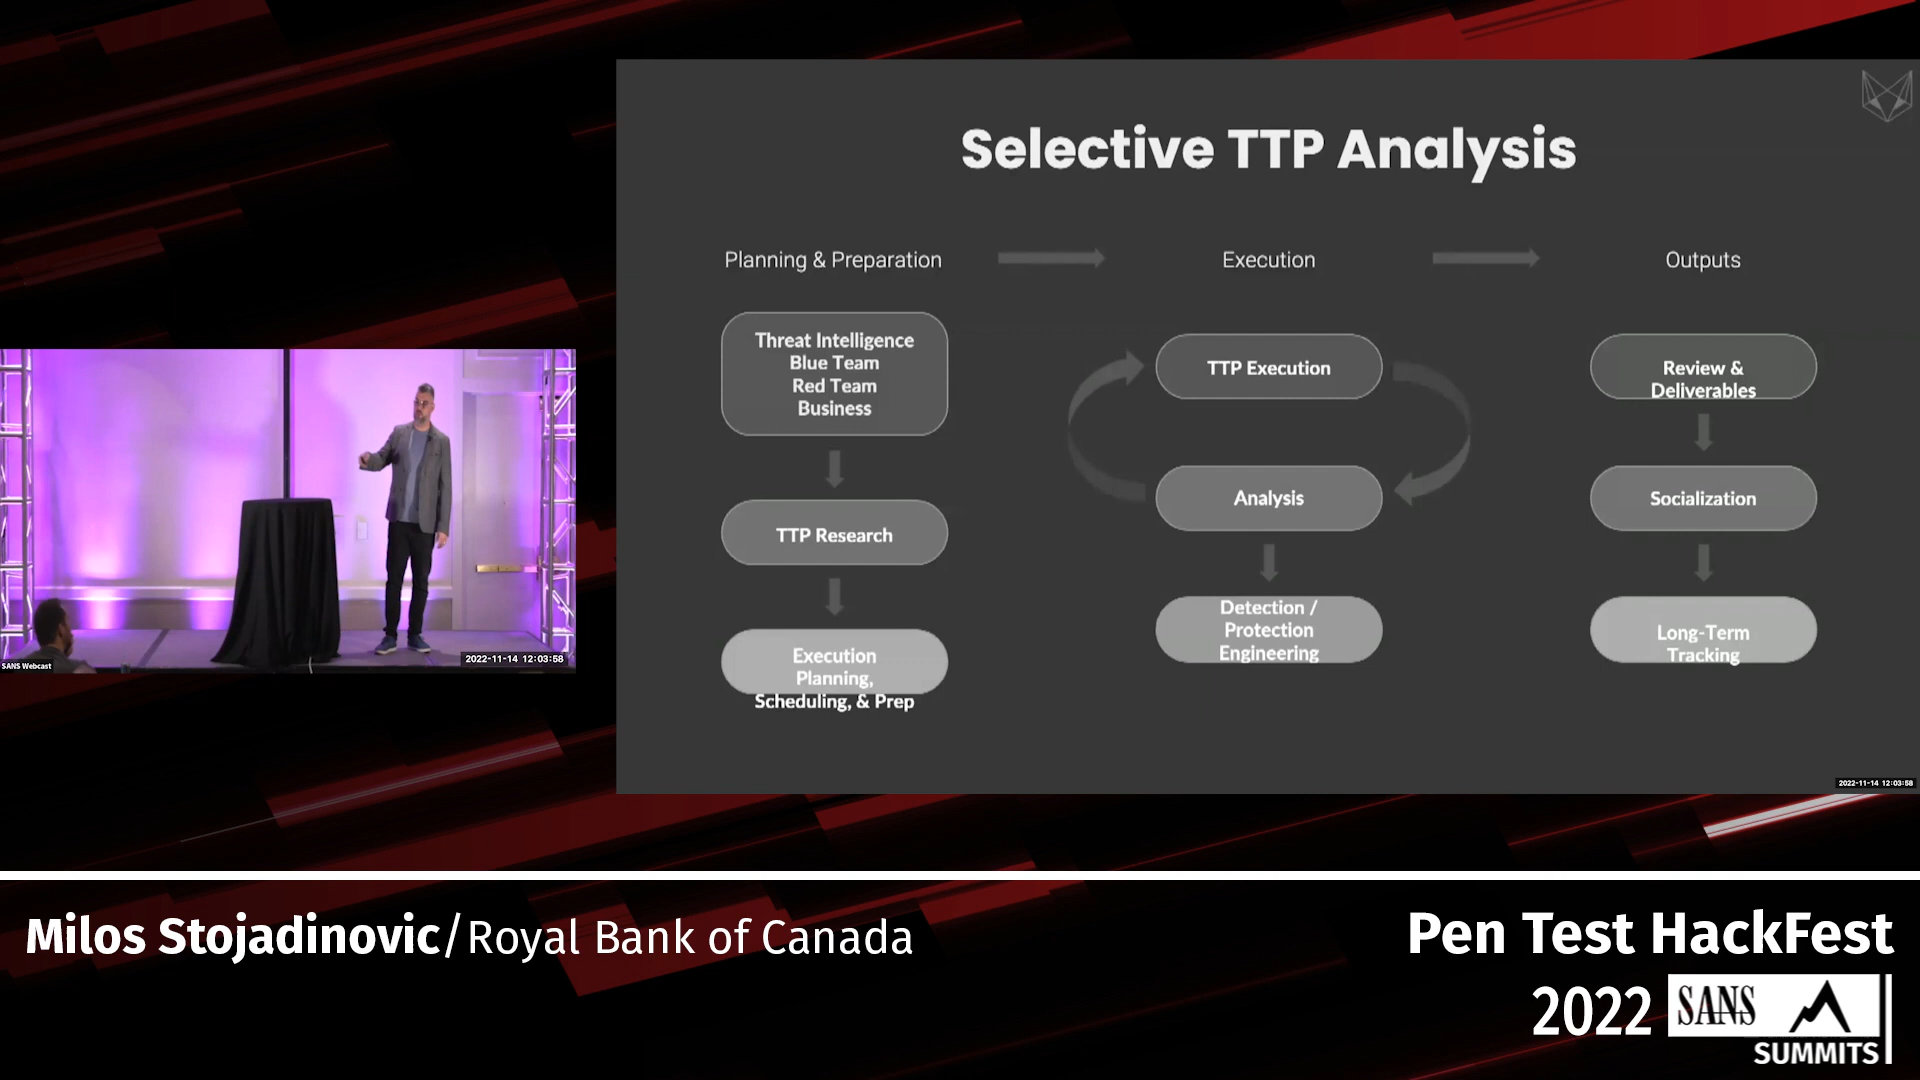 Selective TTP Analysis
Planning & Preparation
Execution
Outputs
Threat Intelligence
Blue Team
Red Team
Business
TTP Research
Execution
Planning,
Scheduling, & Prep
TTP Execution
Analysis
Detection /
Protection
Engineering
Review &
Deliverables
Socialization
Long-Term
Tracking
2022-11-14 12:03:58
SANS Webcast
2022-11-14 12:03:58
Milos Stojadinovic/Royal Bank of Canada
Pen Test HackFest
2022
SANS
SUMMITS